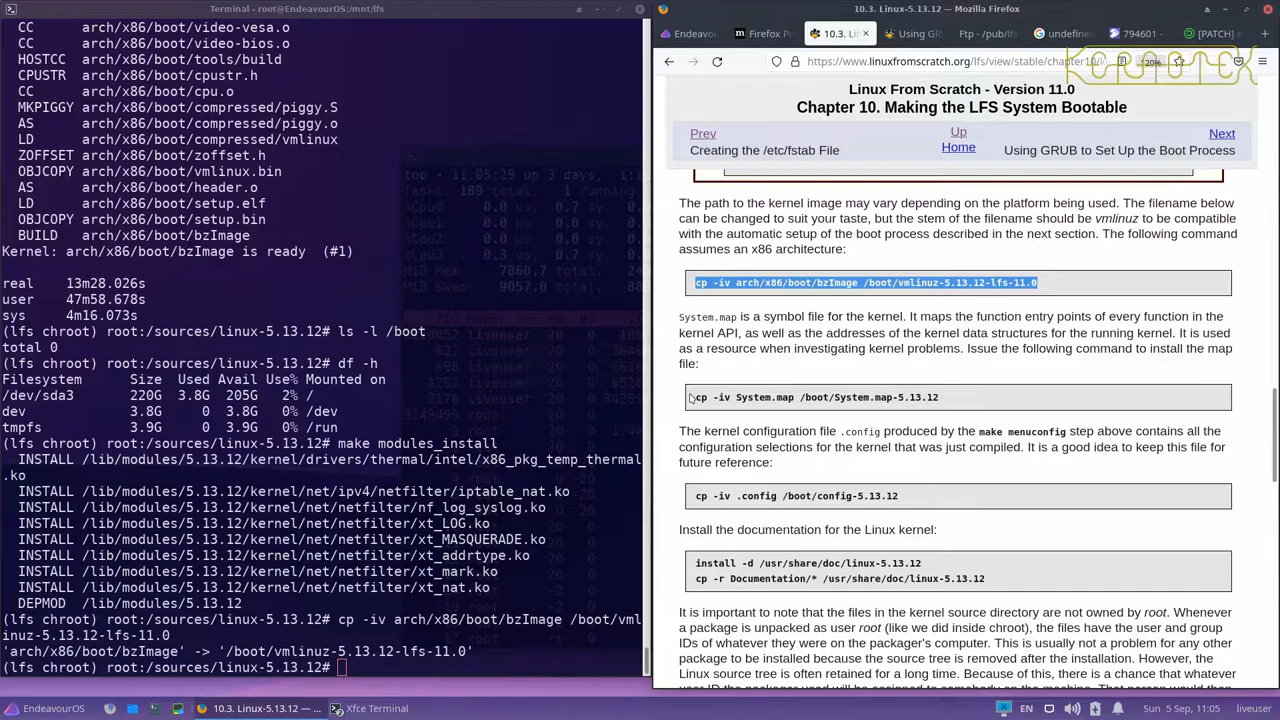 Terminal - root@EndeavourOS:/mnt/lfs
CC arch/x86/boot/video-vesa.o
CC arch/x86/boot/video-bios.o
HOSTCC arch/x86/boot/tools/build
CPUSTR arch/x86/boot/cpustr.h
CC arch/x86/boot/cpu.o
MKPIGGY arch/x86/boot/compressed/piggy.S
AS arch/x86/boot/compressed/piggy.o
LD arch/x86/boot/compressed/vmlinux
ZOFFSET arch/x86/boot/zoffset.h
OBJCOPY arch/x86/boot/vmlinux.bin
AS arch/x86/boot/header.o
LD arch/x86/boot/setup.elf
OBJCOPY arch/x86/boot/setup.bin
BUILD arch/x86/boot/bzImage
Kernel: arch/x86/boot/bzImage is ready (#1)
real 13m28.026s
user 47m58.678s
sys 4m16.073s
(lfs chroot) root:/sources/linux-5.13.12# ls -l /boot
total 0
(lfs chroot) root:/sources/linux-5.13.12# df -h
Filesystem Size Used Avail Use% Mounted on
/dev/sda3 220G 3.8G 205G 2% /
dev 3.8G 0 3.8G 0% /dev
tmpfs 3.9G 0 3.9G 0% /run
(lfs chroot) root:/sources/linux-5.13.12# make modules_install
INSTALL /lib/modules/5.13.12/kernel/drivers/thermal/intel/x86_pkg_temp_thermal
.ko
INSTALL /lib/modules/5.13.12/kernel/net/ipv4/netfilter/iptable_nat.ko
INSTALL /lib/modules/5.13.12/kernel/net/netfilter/nf_log_syslog.ko
INSTALL /lib/modules/5.13.12/kernel/net/netfilter/xt_LOG.ko
INSTALL /lib/modules/5.13.12/kernel/net/netfilter/xt_MASQUERADE.ko
INSTALL /lib/modules/5.13.12/kernel/net/netfilter/xt_addrtype.ko
INSTALL /lib/modules/5.13.12/kernel/net/netfilter/xt_mark.ko
INSTALL /lib/modules/5.13.12/kernel/net/netfilter/xt_nat.ko
DEPMOD /lib/modules/5.13.12
(lfs chroot) root:/sources/linux-5.13.12# cp -iv arch/x86/boot/bzImage /boot/vml
inuz-5.13.12-lfs-11.0
'arch/x86/boot/bzImage' -> '/boot/vmlinuz-5.13.12-lfs-11.0'
(lfs chroot) root:/sources/linux-5.13.12#
10.3. Linux-5.13.12 — Mozilla Firefox
Endeavour
Firefox Pr
10.3. Li
Using GR
Ftp - /pub/lfs
undefine
794601 -
[PATCH]
https://www.linuxfromscratch.org/lfs/view/stable/chapter10/k
120%
Linux From Scratch - Version 11.0
Chapter 10. Making the LFS System Bootable
Prev Up Next
Creating the /etc/fstab File Home Using GRUB to Set Up the Boot Process
The path to the kernel image may vary depending on the platform being used. The filename below
can be changed to suit your taste, but the stem of the filename should be vmlinuz to be compatible
with the automatic setup of the boot process described in the next section. The following command
assumes an x86 architecture:
cp -iv arch/x86/boot/bzImage /boot/vmlinuz-5.13.12-lfs-11.0
System.map is a symbol file for the kernel. It maps the function entry points of every function in the
kernel API, as well as the addresses of the kernel data structures for the running kernel. It is used
as a resource when investigating kernel problems. Issue the following command to install the map
file:
cp -iv System.map /boot/System.map-5.13.12
The kernel configuration file .config produced by the make menuconfig step above contains all the
configuration selections for the kernel that was just compiled. It is a good idea to keep this file for
future reference:
cp -iv .config /boot/config-5.13.12
Install the documentation for the Linux kernel:
install -d /usr/share/doc/linux-5.13.12
cp -r Documentation/* /usr/share/doc/linux-5.13.12
It is important to note that the files in the kernel source directory are not owned by root. Whenever
a package is unpacked as user root (like we did inside chroot), the files have the user and group
IDs of whatever they were on the packager's computer. This is usually not a problem for any other
package to be installed because the source tree is removed after the installation. However, the
Linux source tree is often retained for a long time. Because of this, there is a chance that whatever
EndeavourOS
10.3. Linux-5.13.12 — ...
Xfce Terminal
EN
Sun 5 Sep, 11:05
liveuser